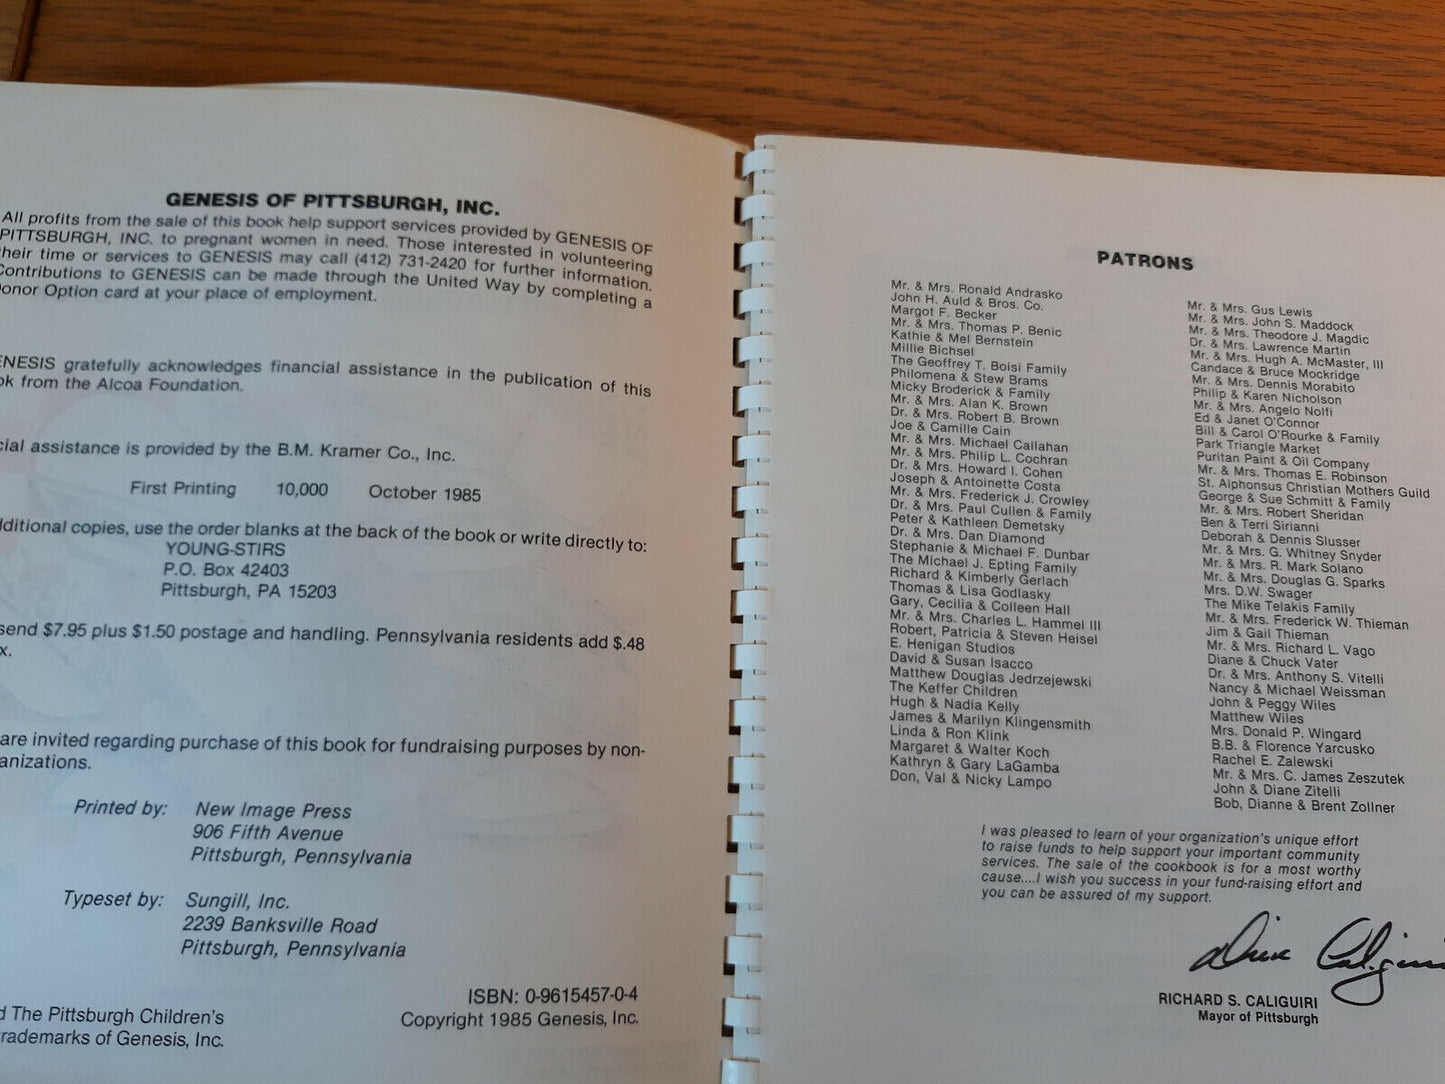 GENESIS OF PITTSBURGH, INC.
All profits from the sale of this book help support services provided by GENESIS OF
PITTSBURGH, INC. to pregnant women in need. Those interested in volunteering
their time or services to GENESIS may call (412) 731-2420 for further information.
Contributions to GENESIS can be made through the United Way by completing a
onor Option card at your place of employment.
ENESIS gratefully acknowledges financial assistance in the publication of this
ok from the Alcoa Foundation.
cial assistance is provided by the B.M. Kramer Co., Inc.
First Printing 10,000 October 1985
dditional copies, use the order blanks at the back of the book or write directly to:
YOUNG-STIRS
P.O. Box 42403
Pittsburgh, PA 15203
send $7.95 plus $1.50 postage and handling. Pennsylvania residents add $.48
x.
are invited regarding purchase of this book for fundraising purposes by non-
anizations.
Printed by: New Image Press
906 Fifth Avenue
Pittsburgh, Pennsylvania
Typeset by: Sungill, Inc.
2239 Banksville Road
Pittsburgh, Pennsylvania
ISBN: 0-9615457-0-4
Copyright 1985 Genesis, Inc.
d The Pittsburgh Children's
rademarks of Genesis, Inc.
PATRONS
Mr. & Mrs. Ronald Andrasko
John H. Auld & Bros. Co.
Margot F. Becker
Mr. & Mrs. Thomas P. Benic
Kathie & Mel Bernstein
Millie Bichsel
The Geoffrey T. Boisi Family
Philomena & Stew Brams
Micky Broderick & Family
Mr. & Mrs. Alan K. Brown
Dr. & Mrs. Robert B. Brown
Joe & Camille Cain
Mr. & Mrs. Michael Callahan
Mr. & Mrs. Philip L. Cochran
Dr. & Mrs. Howard I. Cohen
Joseph & Antoinette Costa
Mr. & Mrs. Frederick J. Crowley
Dr. & Mrs. Paul Cullen & Family
Peter & Kathleen Demetsky
Dr. & Mrs. Dan Diamond
Stephanie & Michael F. Dunbar
The Michael J. Epting Family
Richard & Kimberly Gerlach
Thomas & Lisa Godlasky
Gary, Cecilia & Colleen Hall
Mr. & Mrs. Charles L. Hammel III
Robert, Patricia & Steven Heisel
E. Henigan Studios
David & Susan Isacco
Matthew Douglas Jedrzejewski
The Keffer Children
Hugh & Nadia Kelly
James & Marilyn Klingensmith
Linda & Ron Klink
Margaret & Walter Koch
Kathryn & Gary LaGamba
Don, Val & Nicky Lampo
Mr. & Mrs. Gus Lewis
Mr. & Mrs. John S. Maddock
Mr. & Mrs. Theodore J. Magdic
Dr. & Mrs. Lawrence Martin
Mr. & Mrs. Hugh A. McMaster, III
Candace & Bruce Mockridge
Mr. & Mrs. Dennis Morabito
Philip & Karen Nicholson
Mr. & Mrs. Angelo Nolfi
Ed & Janet O'Connor
Bill & Carol O'Rourke & Family
Park Triangle Market
Puritan Paint & Oil Company
Mr. & Mrs. Thomas E. Robinson
St. Alphonsus Christian Mothers Guild
George & Sue Schmitt & Family
Mr. & Mrs. Robert Sheridan
Ben & Terri Sirianni
Deborah & Dennis Slusser
Mr. & Mrs. G. Whitney Snyder
Mr. & Mrs. R. Mark Solano
Mr. & Mrs. Douglas G. Sparks
Mrs. D.W. Swager
The Mike Telakis Family
Mr. & Mrs. Frederick W. Thieman
Jim & Gail Thieman
Mr. & Mrs. Richard L. Vago
Diane & Chuck Vater
Dr. & Mrs. Anthony S. Vitelli
Nancy & Michael Weissman
John & Peggy Wiles
Matthew Wiles
Mrs. Donald P. Wingard
B.B. & Florence Yarcusko
Rachel E. Zalewski
Mr. & Mrs. C. James Zeszutek
John & Diane Zitelli
Bob, Dianne & Brent Zollner
I was pleased to learn of your organization's unique effort
to raise funds to help support your important community
services. The sale of the cookbook is for a most worthy
cause....I wish you success in your fund-raising effort and
you can be assured of my support.
RICHARD S. CALIGUIRI
Mayor of Pittsburgh